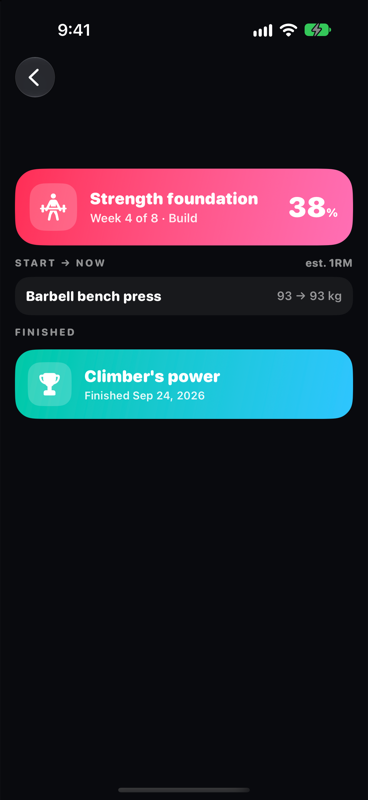 9:41
Strength foundation
Week 4 of 8 · Build
38%
START → NOW
est. 1RM
Barbell bench press
93 → 93 kg
FINISHED
Climber's power
Finished Sep 24, 2026